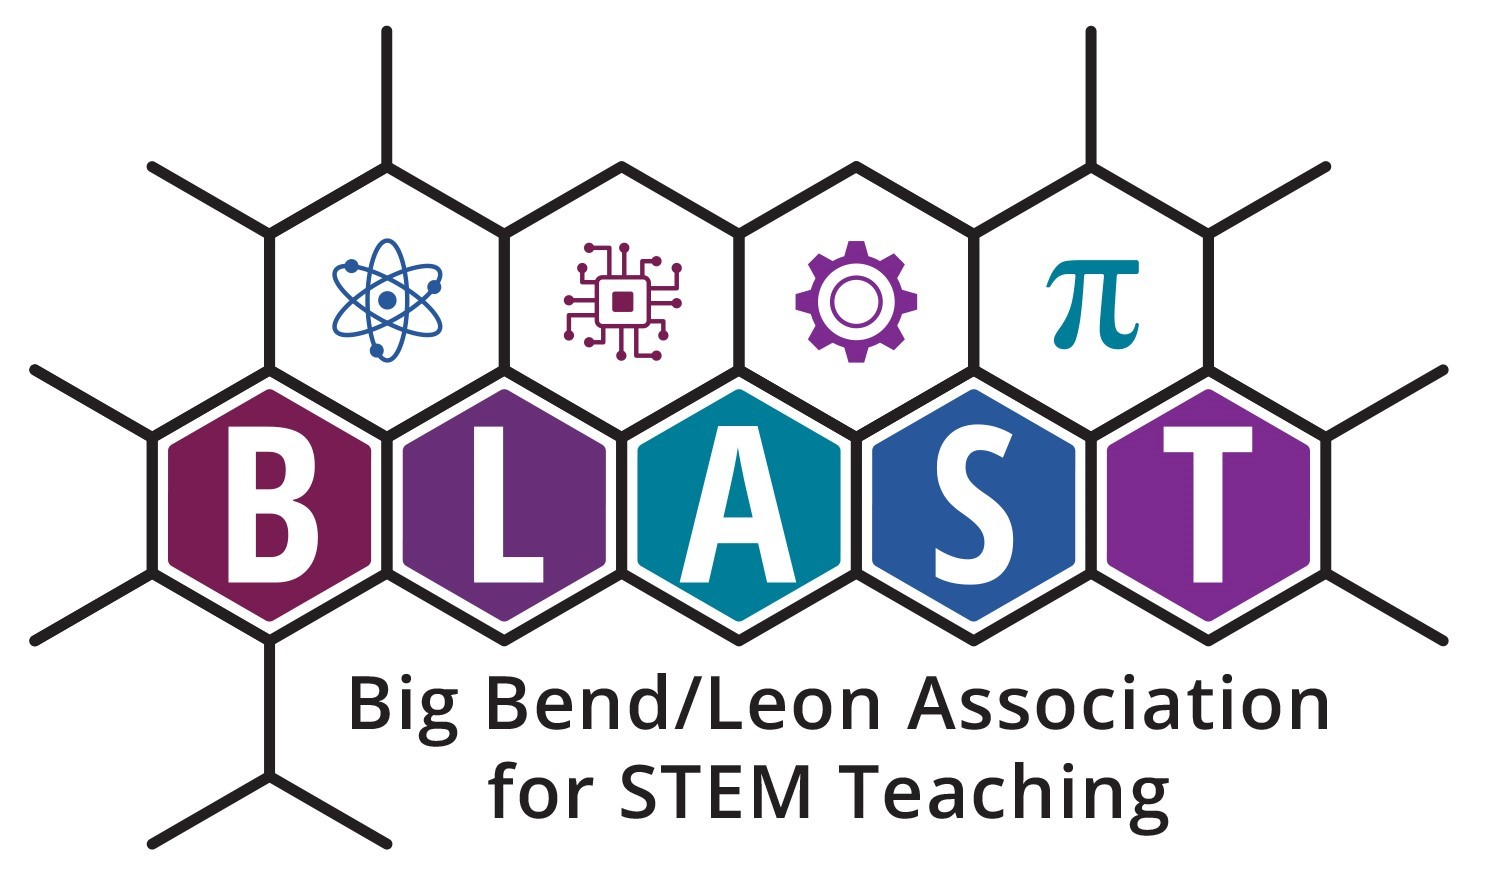 π
BLAST
Big Bend/Leon Association
for STEM Teaching